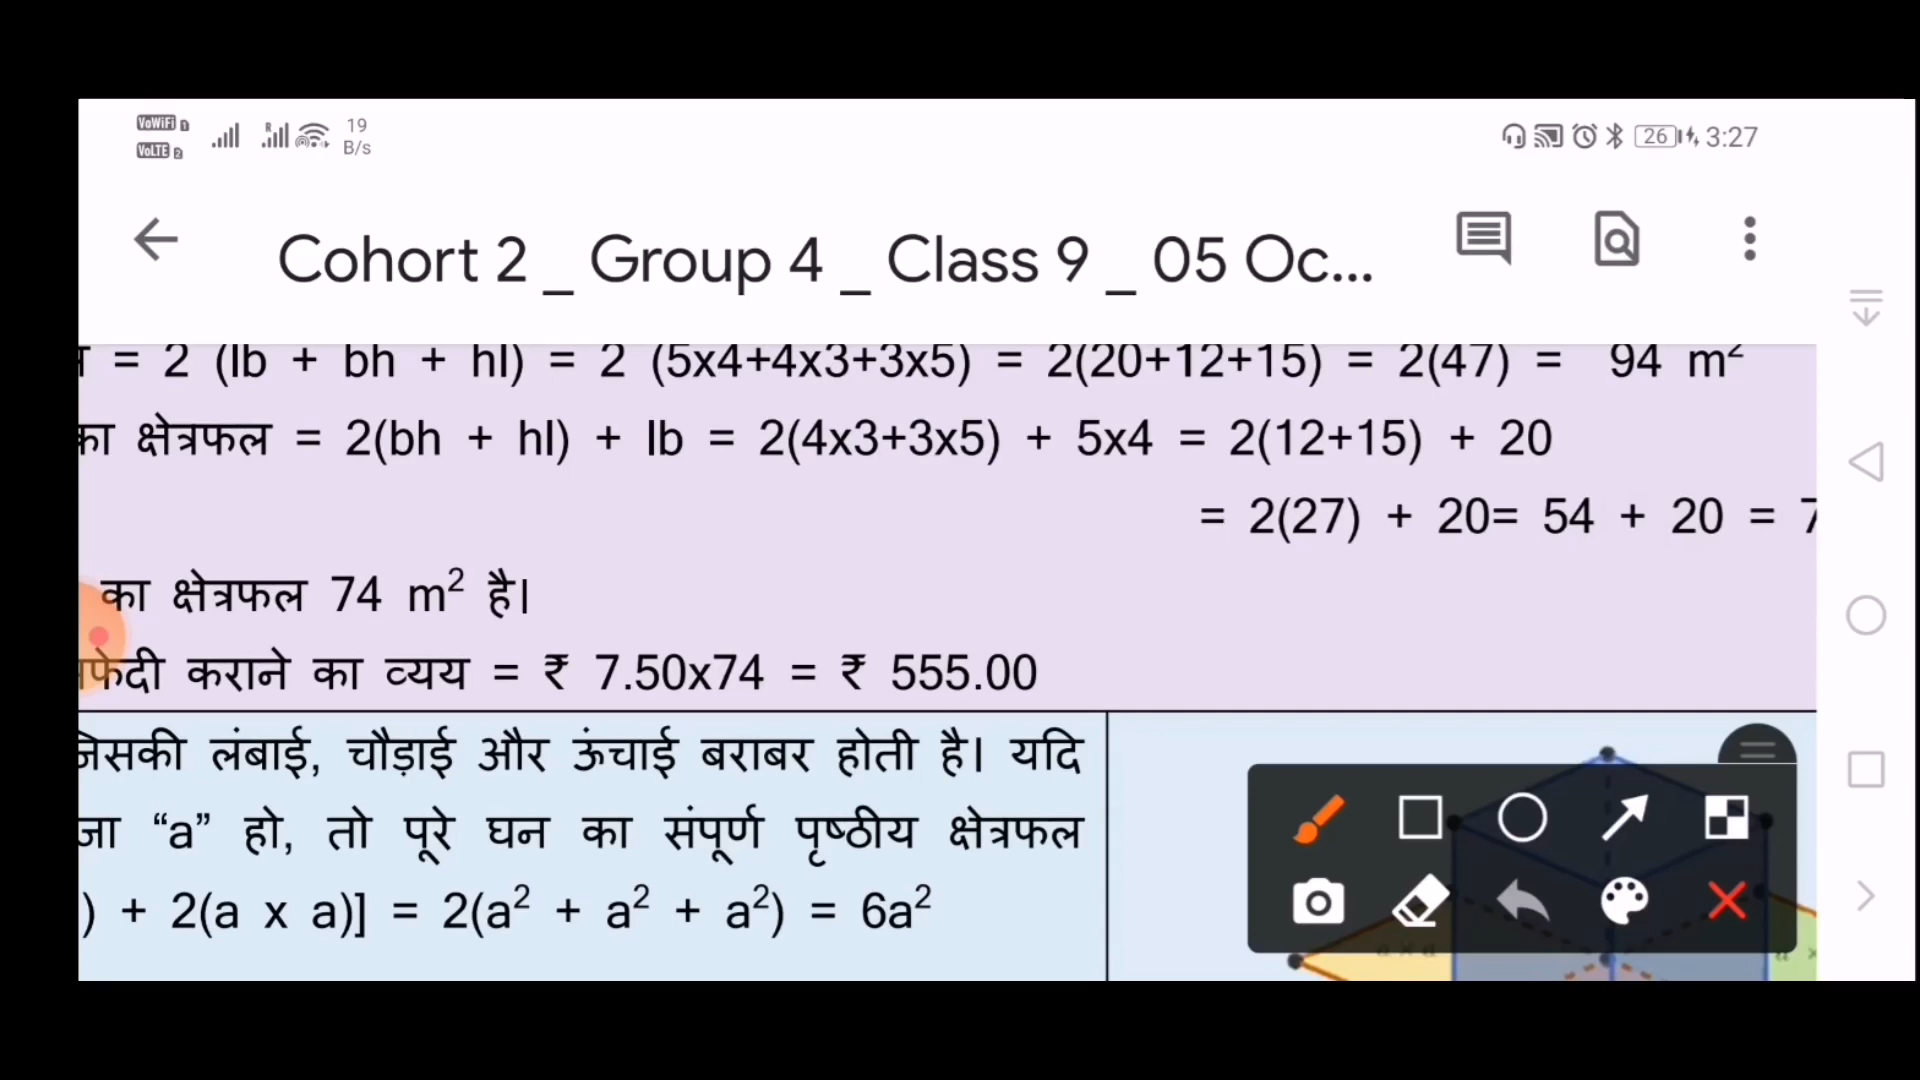 VoWiFi 1
VoLTE 2
R
19
B/s
26
3:27
Cohort 2 _ Group 4 _ Class 9 _ 05 Oc...
= 2 (lb + bh + hl) = 2 (5x4+4x3+3x5) = 2(20+12+15) = 2(47) = 94 m²
का क्षेत्रफल = 2(bh + hl) + lb = 2(4x3+3x5) + 5x4 = 2(12+15) + 20
= 2(27) + 20= 54 + 20 = 7
का क्षेत्रफल 74 m² है।
फेदी कराने का व्यय = ₹ 7.50x74 = ₹ 555.00
जिसकी लंबाई, चौड़ाई और ऊंचाई बराबर होती है। यदि
जा “a” हो, तो पूरे घन का संपूर्ण पृष्ठीय क्षेत्रफल
) + 2(a x a)] = 2(a² + a² + a²) = 6a²